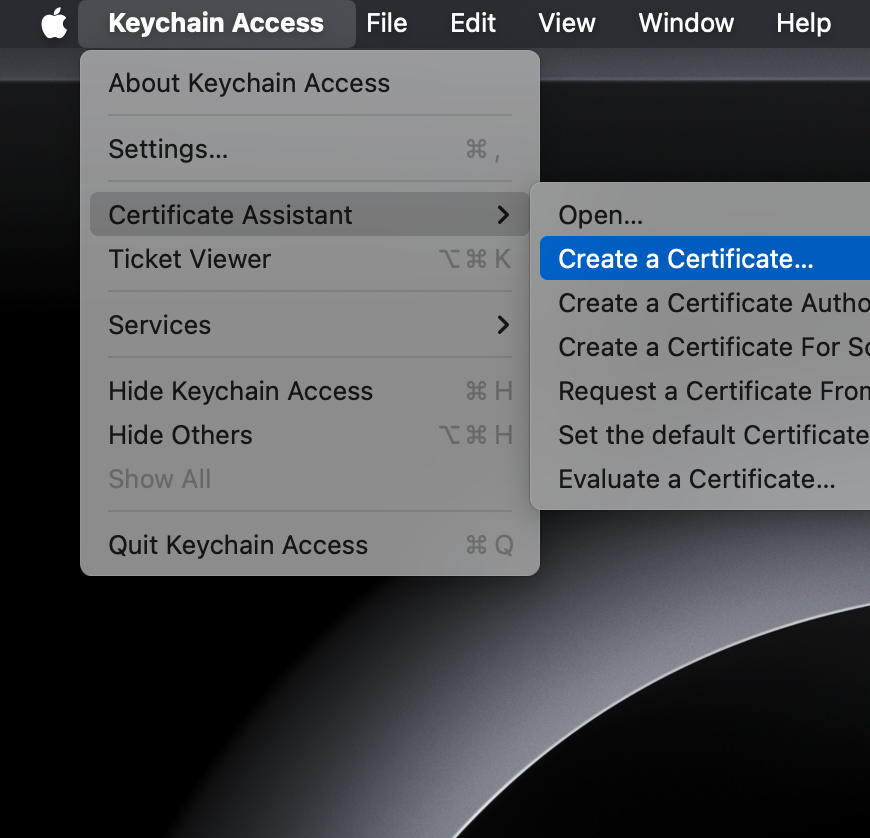 Keychain Access File Edit View Window Help
About Keychain Access
Settings... ⌘ ,
Certificate Assistant
Ticket Viewer ⌥ ⌘ K
Services
Hide Keychain Access ⌘ H
Hide Others ⌥ ⌘ H
Show All
Quit Keychain Access ⌘ Q
Open...
Create a Certificate...
Create a Certificate Autho
Create a Certificate For So
Request a Certificate From
Set the default Certificate
Evaluate a Certificate...